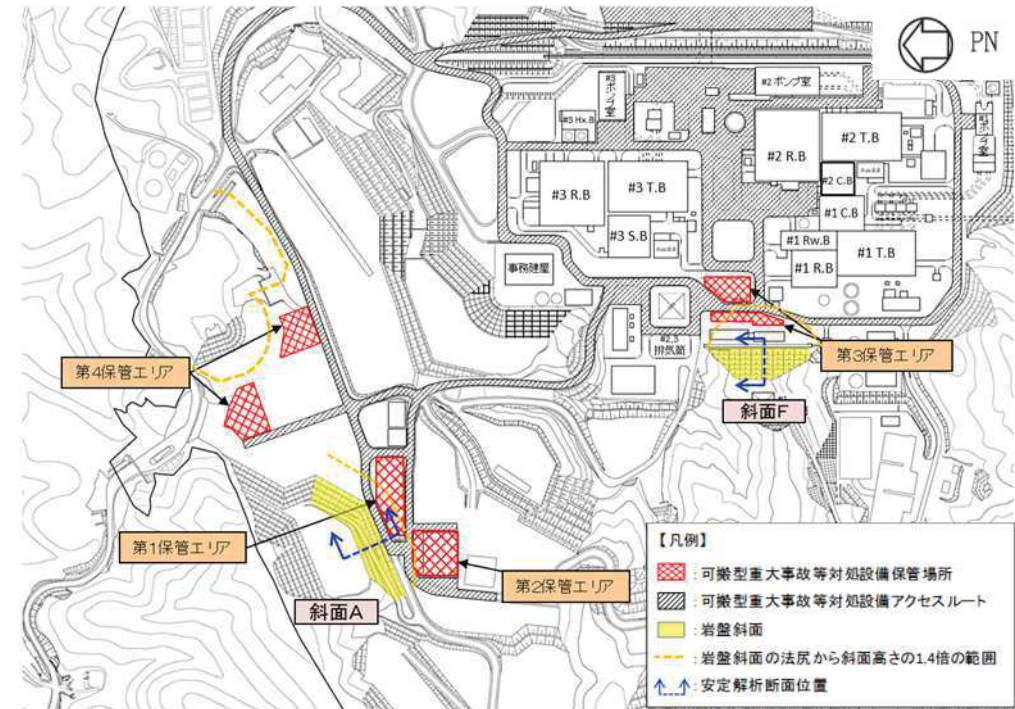 PN
#3
ポンプ室
#2 ポンプ室
#3 Hx.B
#1
ポンプ室
#2 R.B
#2 T.B
#2 C.B
#3 R.B
#3 T.B
#1 C.B
#3 S.B
#1 Rw.B
#1 T.B
#1 R.B
事務建屋
#2,3
排気筒
第4保管エリア
第3保管エリア
斜面F
第1保管エリア
第2保管エリア
斜面A
【凡例】
:可搬型重大事故等対処設備保管場所
:可搬型重大事故等対処設備アクセスルート
:岩盤斜面
:岩盤斜面の法尻から斜面高さの1.4倍の範囲
:安定解析断面位置